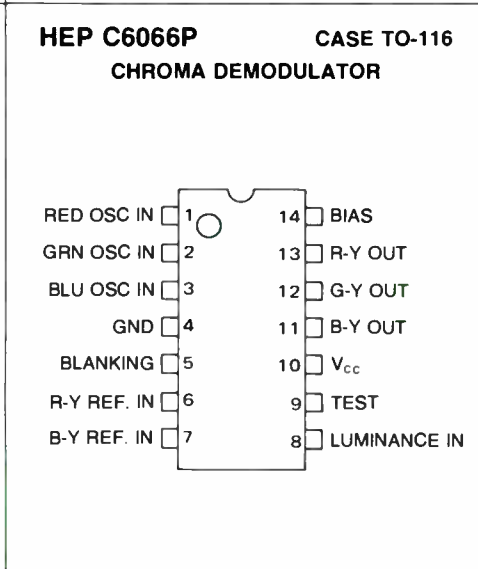 HEP C6066P CASE TO-116
CHROMA DEMODULATOR
RED OSC IN 1 14 BIAS
GRN OSC IN 2 13 R-Y OUT
BLU OSC IN 3 12 G-Y OUT
GND 4 11 B-Y OUT
BLANKING 5 10 Vcc
R-Y REF. IN 6 9 TEST
B-Y REF. IN 7 8 LUMINANCE IN